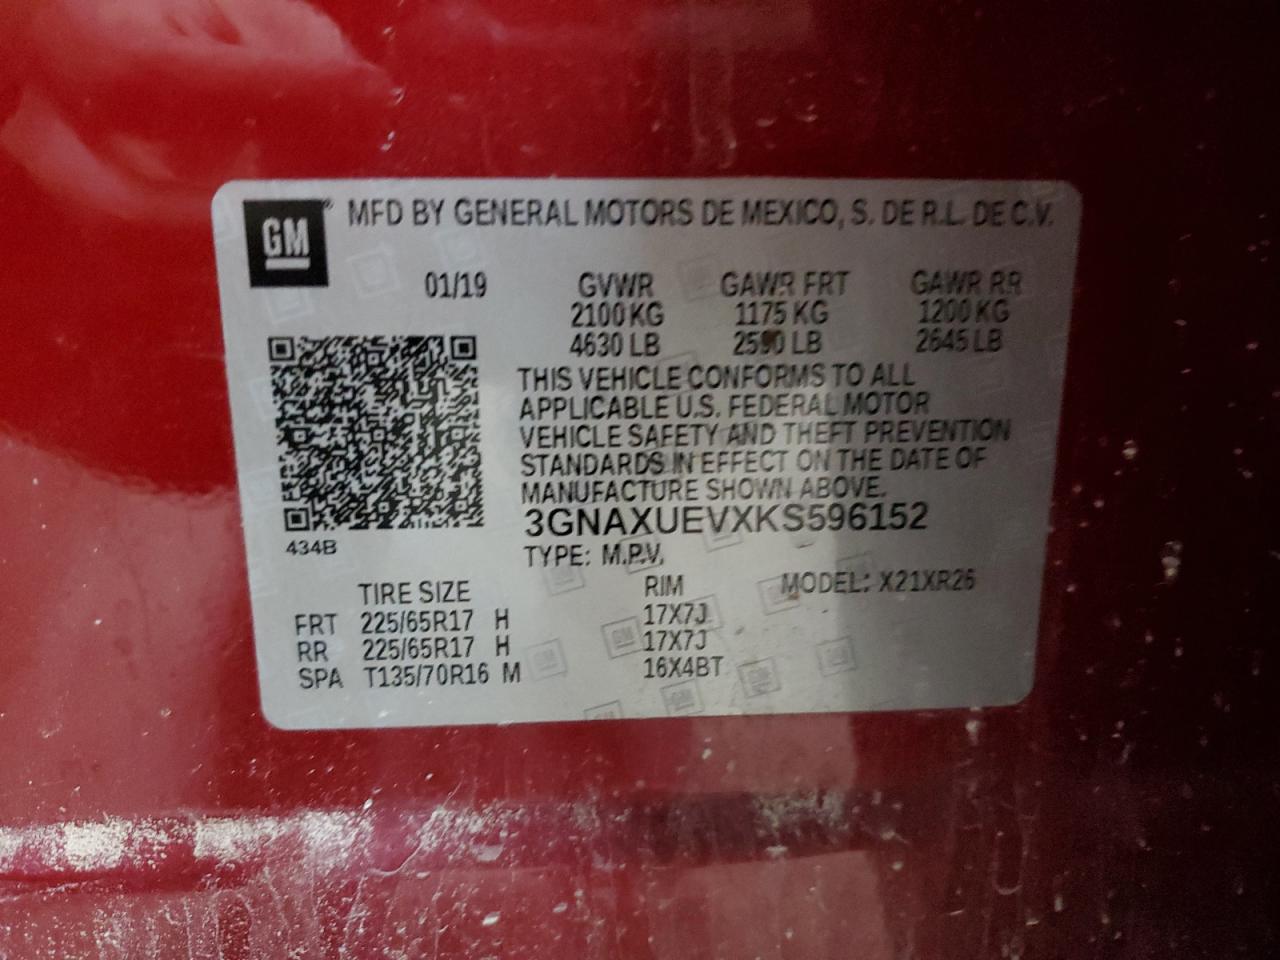 GM® MFD BY GENERAL MOTORS DE MEXICO, S. DE R.L. DE C.V.
01/19 GVWR GAWR FRT GAWR RR
2100 KG 1175 KG 1200 KG
4630 LB 2590 LB 2645 LB
THIS VEHICLE CONFORMS TO ALL
APPLICABLE U.S. FEDERAL MOTOR
VEHICLE SAFETY AND THEFT PREVENTION
STANDARDS IN EFFECT ON THE DATE OF
MANUFACTURE SHOWN ABOVE.
3GNAXUEVXKS596152
434B
TYPE: M.P.V.
TIRE SIZE RIM MODEL: X21XR26
FRT 225/65R17 H 17X7J
RR 225/65R17 H 17X7J
SPA T135/70R16 M 16X4BT